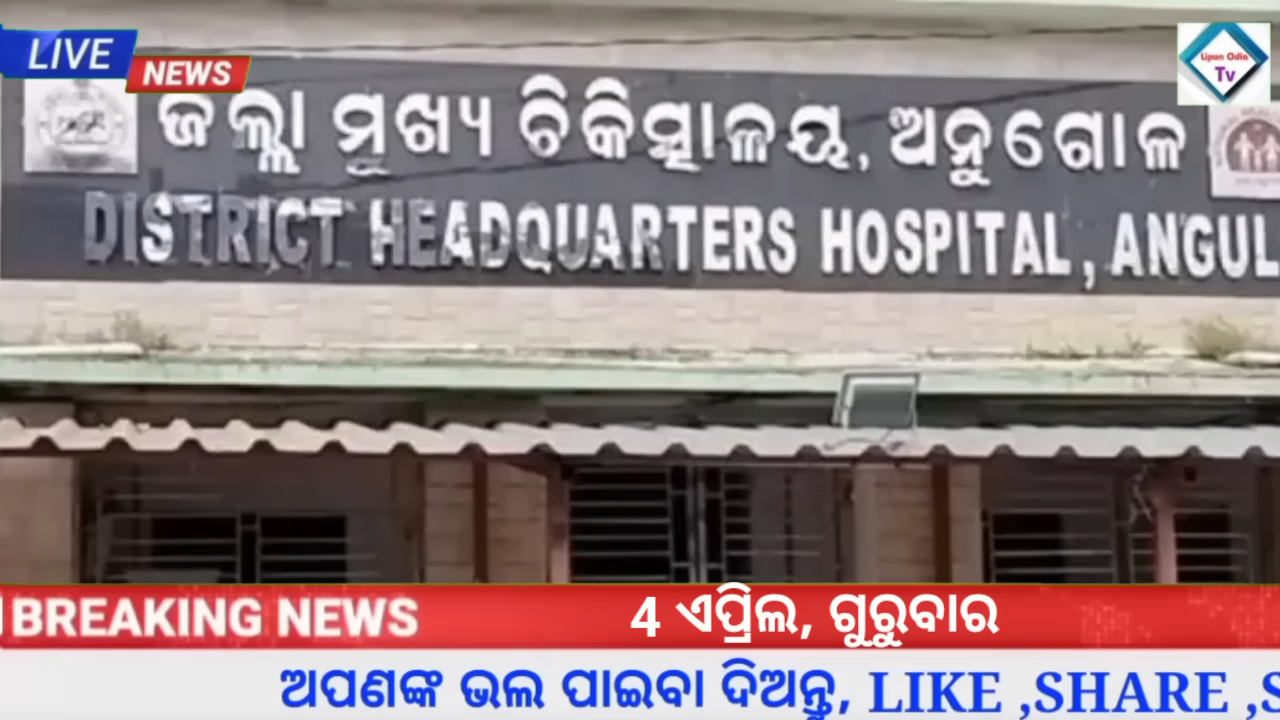 LIVE
NEWS
Lipun Odia
Tv
ଜିଲ୍ଲା ମୁଖ୍ୟ ଚିକିତ୍ସାଳୟ, ଅନୁଗୋଳ
DISTRICT HEADQUARTERS HOSPITAL, ANGUL
BREAKING NEWS
4 ଏପ୍ରିଲ, ଗୁରୁବାର
ଅପଣଙ୍କ ଭଲ ପାଇବା ଦିଅନ୍ତୁ, LIKE ,SHARE ,S